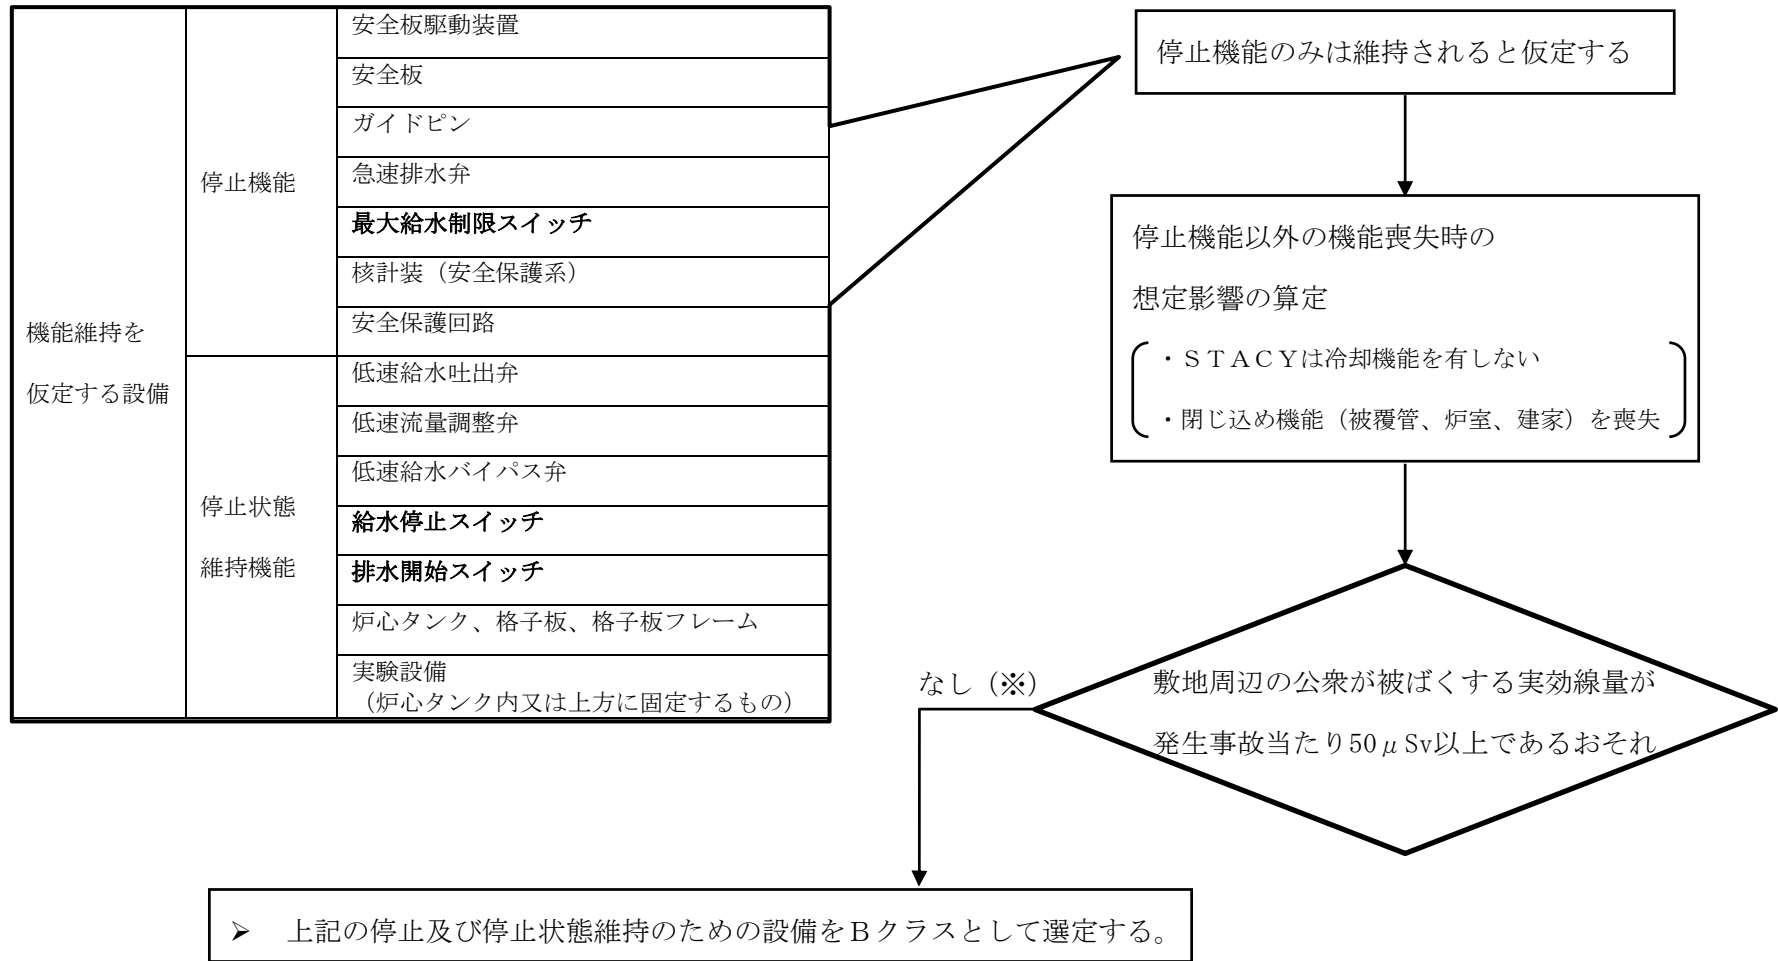 機能維持を
仮定する設備
停止機能
安全板駆動装置
安全板
ガイドピン
急速排水弁
最大給水制限スイッチ
核計装（安全保護系）
安全保護回路
停止状態
維持機能
低速給水吐出弁
低速流量調整弁
低速給水バイパス弁
給水停止スイッチ
排水開始スイッチ
炉心タンク、格子板、格子板フレーム
実験設備
（炉心タンク内又は上方に固定するもの）
停止機能のみは維持されると仮定する
停止機能以外の機能喪失時の
想定影響の算定
・ＳＴＡＣＹは冷却機能を有しない
・閉じ込め機能（被覆管、炉室、建家）を喪失
敷地周辺の公衆が被ばくする実効線量が
発生事故当たり50μSv以上であるおそれ
なし（※）
➢ 上記の停止及び停止状態維持のための設備をＢクラスとして選定する。